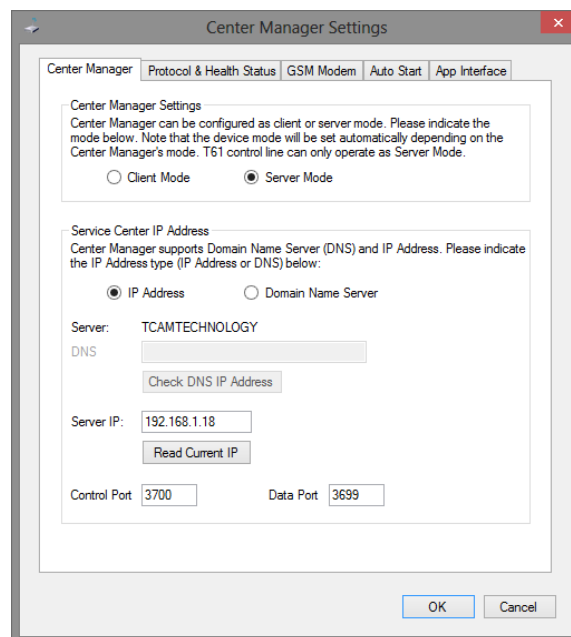 Center Manager Settings
Center Manager Protocol & Health Status GSM Modem Auto Start App Interface
Center Manager Settings
Center Manager can be configured as client or server mode. Please indicate the
mode below. Note that the device mode will be set automatically depending on the
Center Manager's mode. T61 control line can only operate as Server Mode.
Client Mode Server Mode
Service Center IP Address
Center Manager supports Domain Name Server (DNS) and IP Address. Please indicate
the IP Address type (IP Address or DNS) below:
IP Address Domain Name Server
Server: TCAMTECHNOLOGY
DNS
Check DNS IP Address
Server IP: 192.168.1.18
Read Current IP
Control Port 3700 Data Port 3699
OK Cancel